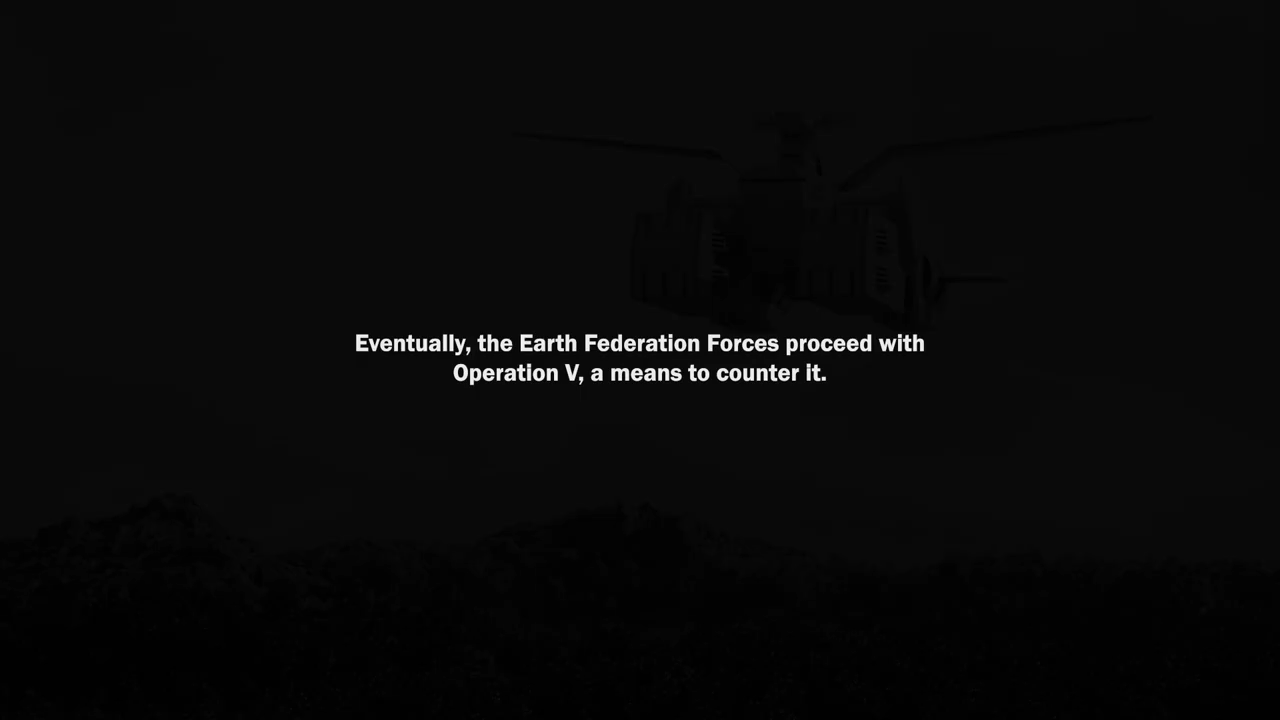 Eventually, the Earth Federation Forces proceed with
Operation V, a means to counter it.